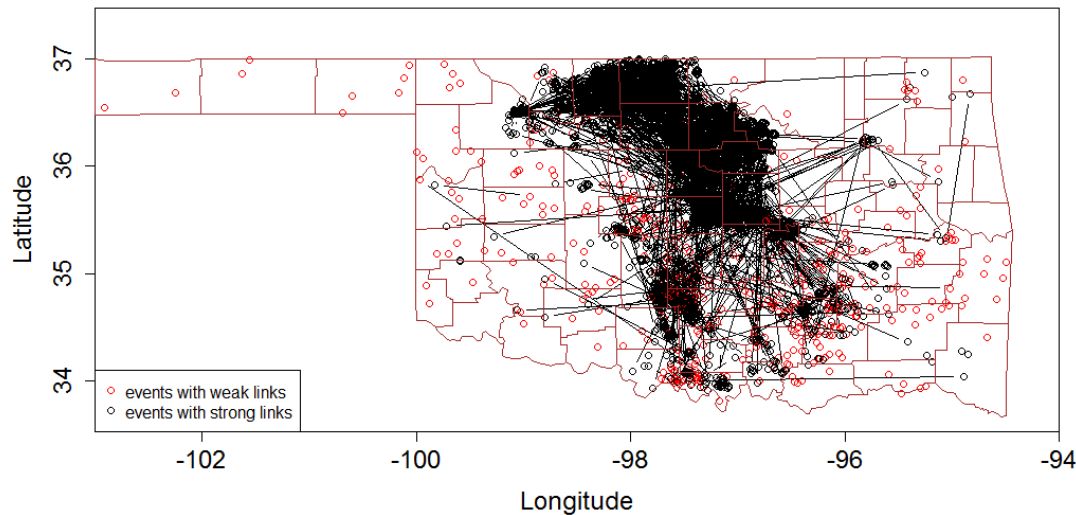 37
36
35
34
Latitude
events with weak links
events with strong links
-102
-100
-98
-96
-94
Longitude